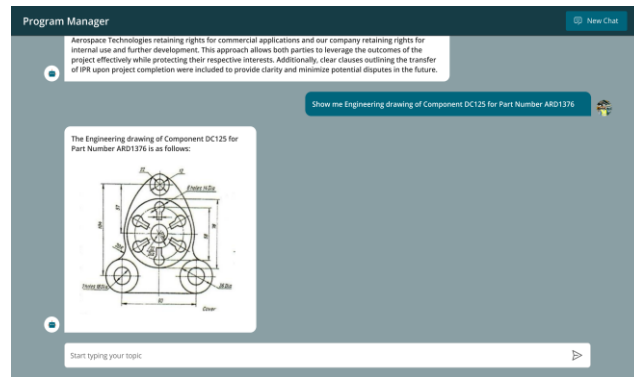 Program Manager
New Chat
Aerospace Technologies retaining rights for commercial applications and our company retaining rights for
internal use and further development. This approach allows both parties to leverage the outcomes of the
project effectively while protecting their respective interests. Additionally, clear clauses outlining the transfer
of IPR upon project completion were included to provide clarity and minimize potential disputes in the future.
Show me Engineering drawing of Component DC125 for Part Number ARD1376
The Engineering drawing of Component DC125 for
Part Number ARD1376 is as follows:
6 holes 14 Dia
Cover
Start typing your topic